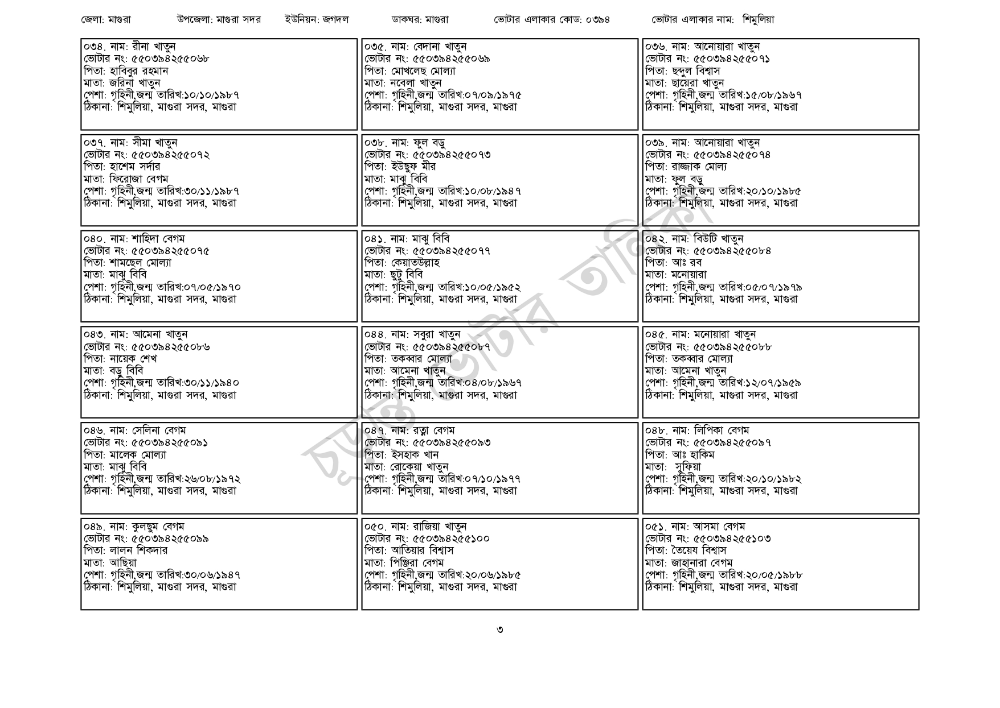 জেলা: মাগুরা উপজেলা: মাগুরা সদর ইউনিয়ন: জগদল ডাকঘর: মাগুরা ভোটার এলাকার কোড: ০৩৯৪ ভোটার এলাকার নাম: শিমুলিয়া
০৩৪. নাম: রীনা খাতুন
ভোটার নং: ৫৫০৩৯৪২৫৫০৬৮
পিতা: হাবিবুর রহমান
মাতা: জরিনা খাতুন
পেশা: গৃহিনী,জন্ম তারিখ:১০/১০/১৯৮৭
ঠিকানা: শিমুলিয়া, মাগুরা সদর, মাগুরা
০৩৫. নাম: বেদানা খাতুন
ভোটার নং: ৫৫০৩৯৪২৫৫০৬৯
পিতা: মোখলেছ মোল্যা
মাতা: নবেলা খাতুন
পেশা: গৃহিনী,জন্ম তারিখ:০৭/০৯/১৯৭৫
ঠিকানা: শিমুলিয়া, মাগুরা সদর, মাগুরা
০৩৬. নাম: আনোয়ারা খাতুন
ভোটার নং: ৫৫০৩৯৪২৫৫০৭১
পিতা: ছব্দুল বিশ্বাস
মাতা: ছায়েরা খাতুন
পেশা: গৃহিনী,জন্ম তারিখ:১৫/০৮/১৯৬৭
ঠিকানা: শিমুলিয়া, মাগুরা সদর, মাগুরা
০৩৭. নাম: সীমা খাতুন
ভোটার নং: ৫৫০৩৯৪২৫৫০৭২
পিতা: হাশেম সর্দার
মাতা: ফিরোজা বেগম
পেশা: গৃহিনী,জন্ম তারিখ:৩০/১১/১৯৮৭
ঠিকানা: শিমুলিয়া, মাগুরা সদর, মাগুরা
০৩৮. নাম: ফুল বড়ু
ভোটার নং: ৫৫০৩৯৪২৫৫০৭৩
পিতা: ইউছুফ মীর
মাতা: মাঝু বিবি
পেশা: গৃহিনী,জন্ম তারিখ:১০/০৮/১৯৪৭
ঠিকানা: শিমুলিয়া, মাগুরা সদর, মাগুরা
০৩৯. নাম: আনোয়ারা খাতুন
ভোটার নং: ৫৫০৩৯৪২৫৫০৭৪
পিতা: রাজ্জাক মোল্য
মাতা: ফুল বড়ু
পেশা: গৃহিনী,জন্ম তারিখ:২০/১০/১৯৮৫
ঠিকানা: শিমুলিয়া, মাগুরা সদর, মাগুরা
০৪০. নাম: শাহিদা বেগম
ভোটার নং: ৫৫০৩৯৪২৫৫০৭৫
পিতা: শামছেল মোল্যা
মাতা: মাঝু বিবি
পেশা: গৃহিনী,জন্ম তারিখ:০৭/০৫/১৯৭০
ঠিকানা: শিমুলিয়া, মাগুরা সদর, মাগুরা
০৪১. নাম: মাঝু বিবি
ভোটার নং: ৫৫০৩৯৪২৫৫০৭৭
পিতা: কেয়াতউল্লাহ
মাতা: ছুটু বিবি
পেশা: গৃহিনী,জন্ম তারিখ:১০/০৫/১৯৫২
ঠিকানা: শিমুলিয়া, মাগুরা সদর, মাগুরা
০৪২. নাম: বিউটি খাতুন
ভোটার নং: ৫৫০৩৯৪২৫৫০৮৪
পিতা: আঃ রব
মাতা: মনোয়ারা
পেশা: গৃহিনী,জন্ম তারিখ:০৫/০৭/১৯৭৯
ঠিকানা: শিমুলিয়া, মাগুরা সদর, মাগুরা
০৪৩. নাম: আমেনা খাতুন
ভোটার নং: ৫৫০৩৯৪২৫৫০৮৬
পিতা: নায়েক শেখ
মাতা: বড়ু বিবি
পেশা: গৃহিনী,জন্ম তারিখ:৩০/১১/১৯৪০
ঠিকানা: শিমুলিয়া, মাগুরা সদর, মাগুরা
০৪৪. নাম: সবুরা খাতুন
ভোটার নং: ৫৫০৩৯৪২৫৫০৮৭
পিতা: তকব্বার মোল্যা
মাতা: আমেনা খাতুন
পেশা: গৃহিনী,জন্ম তারিখ:০৪/০৮/১৯৬৭
ঠিকানা: শিমুলিয়া, মাগুরা সদর, মাগুরা
০৪৫. নাম: মনোয়ারা খাতুন
ভোটার নং: ৫৫০৩৯৪২৫৫০৮৮
পিতা: তকব্বার মোল্যা
মাতা: আমেনা খাতুন
পেশা: গৃহিনী,জন্ম তারিখ:১২/০৭/১৯৫৯
ঠিকানা: শিমুলিয়া, মাগুরা সদর, মাগুরা
০৪৬. নাম: সেলিনা বেগম
ভোটার নং: ৫৫০৩৯৪২৫৫০৯১
পিতা: মালেক মোল্যা
মাতা: মাঝু বিবি
পেশা: গৃহিনী,জন্ম তারিখ:২৬/০৮/১৯৭২
ঠিকানা: শিমুলিয়া, মাগুরা সদর, মাগুরা
০৪৭. নাম: রত্না বেগম
ভোটার নং: ৫৫০৩৯৪২৫৫০৯৩
পিতা: ইসহাক খান
মাতা: রোকেয়া খাতুন
পেশা: গৃহিনী,জন্ম তারিখ:০৭/১০/১৯৭৭
ঠিকানা: শিমুলিয়া, মাগুরা সদর, মাগুরা
০৪৮. নাম: লিপিকা বেগম
ভোটার নং: ৫৫০৩৯৪২৫৫০৯৭
পিতা: আঃ হাকিম
মাতা: সুফিয়া
পেশা: গৃহিনী,জন্ম তারিখ:২০/১০/১৯৮২
ঠিকানা: শিমুলিয়া, মাগুরা সদর, মাগুরা
০৪৯. নাম: কুলছুম বেগম
ভোটার নং: ৫৫০৩৯৪২৫৫০৯৯
পিতা: লালন শিকদার
মাতা: আছিয়া
পেশা: গৃহিনী,জন্ম তারিখ:৩০/০৬/১৯৪৭
ঠিকানা: শিমুলিয়া, মাগুরা সদর, মাগুরা
০৫০. নাম: রাজিয়া খাতুন
ভোটার নং: ৫৫০৩৯৪২৫৫১০০
পিতা: আতিয়ার বিশ্বাস
মাতা: পিঞ্জিরা বেগম
পেশা: গৃহিনী,জন্ম তারিখ:২০/০৬/১৯৮৫
ঠিকানা: শিমুলিয়া, মাগুরা সদর, মাগুরা
০৫১. নাম: আসমা বেগম
ভোটার নং: ৫৫০৩৯৪২৫৫১০৩
পিতা: তৈয়েয বিশ্বাস
মাতা: জাহানারা বেগম
পেশা: গৃহিনী,জন্ম তারিখ:২০/০৫/১৯৮৮
ঠিকানা: শিমুলিয়া, মাগুরা সদর, মাগুরা
চূড়ান্ত ভোটার তালিকা
৩